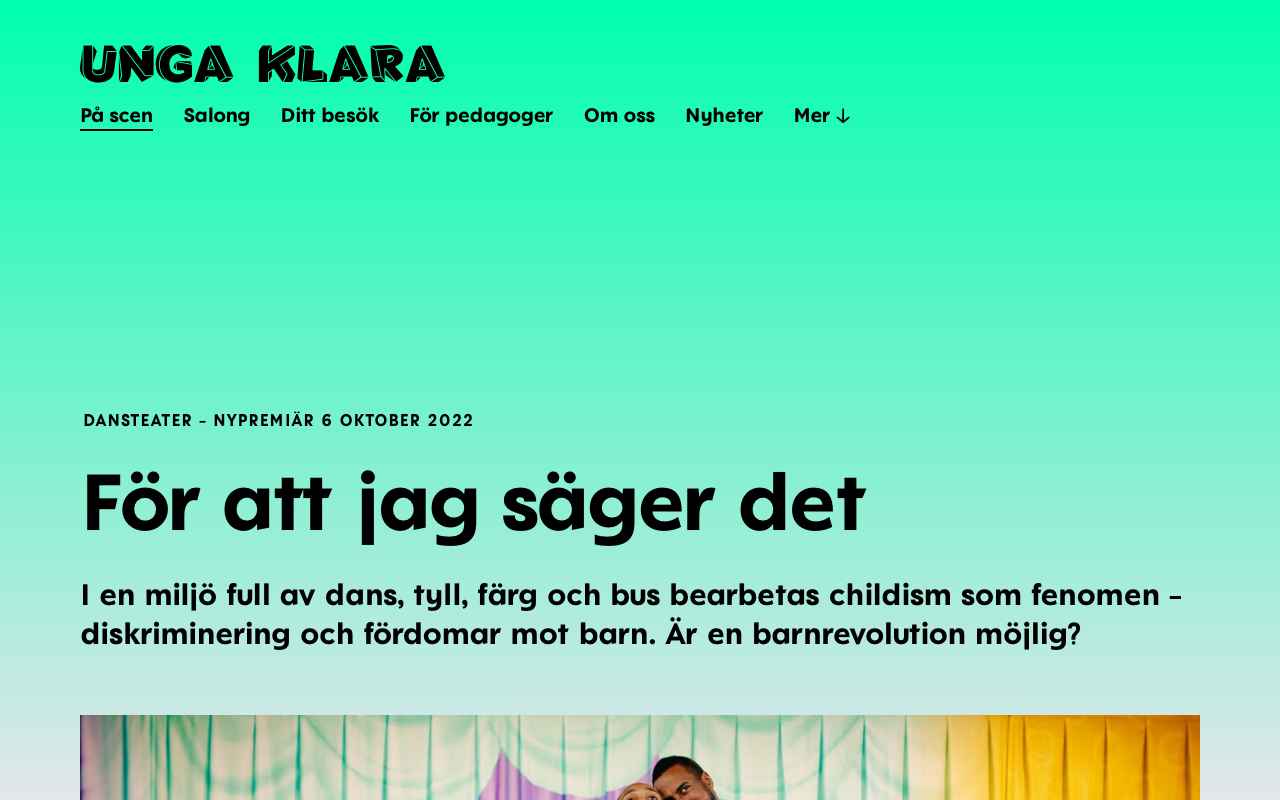 UNGA KLARA
På scen Salong Ditt besök För pedagoger Om oss Nyheter Mer ↓
DANSTEATER – NYPREMIÄR 6 OKTOBER 2022
För att jag säger det
I en miljö full av dans, tyll, färg och bus bearbetas childism som fenomen –
diskriminering och fördomar mot barn. Är en barnrevolution möjlig?